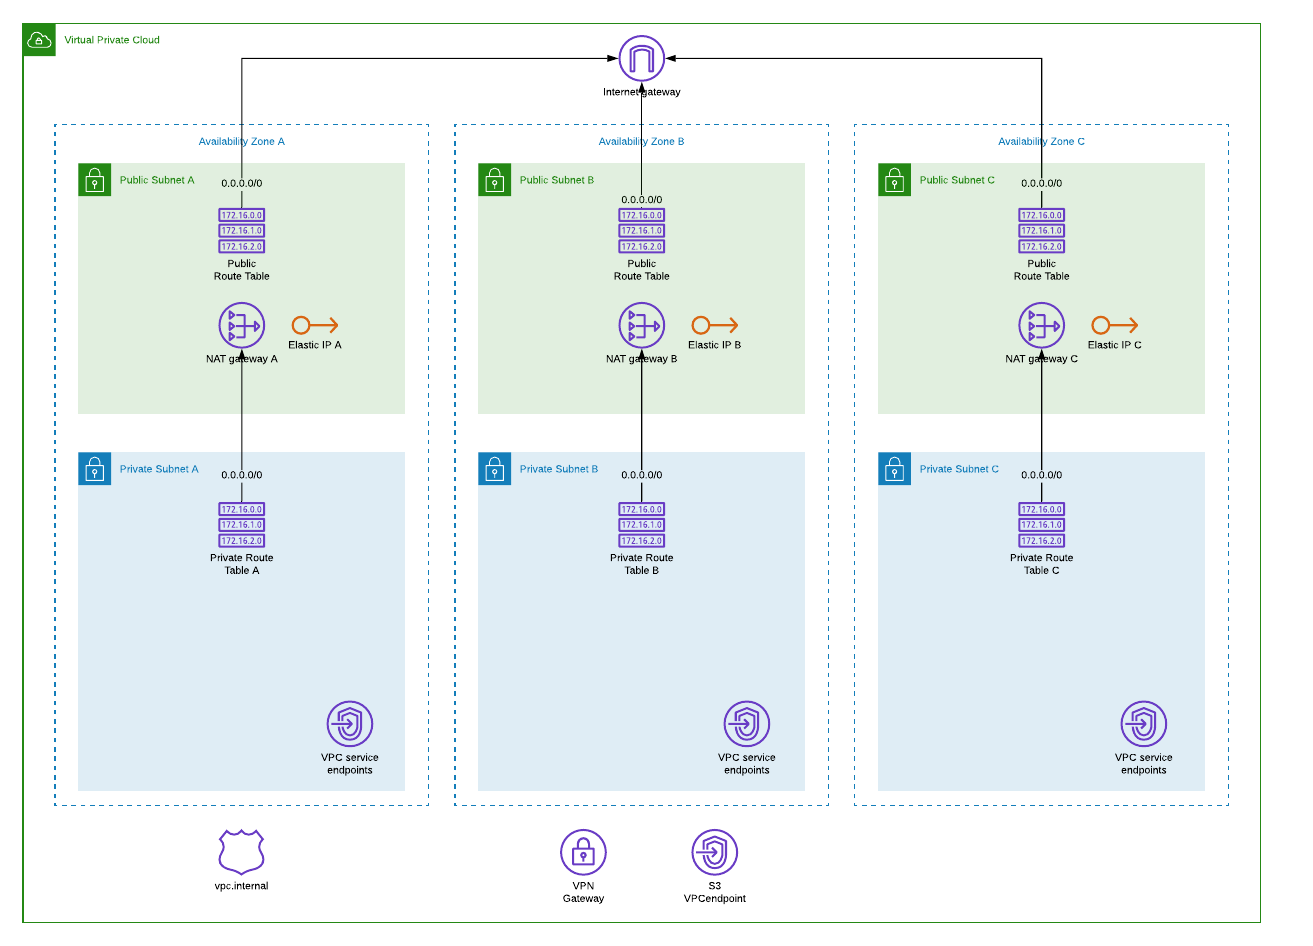 Virtual Private Cloud
Internet gateway
Availability Zone A
Availability Zone B
Availability Zone C
Public Subnet A
0.0.0.0/0
172.16.0.0
172.16.1.0
172.16.2.0
Public
Route Table
NAT gateway A
Elastic IP A
Public Subnet B
0.0.0.0/0
172.16.0.0
172.16.1.0
172.16.2.0
Public
Route Table
NAT gateway B
Elastic IP B
Public Subnet C
0.0.0.0/0
172.16.0.0
172.16.1.0
172.16.2.0
Public
Route Table
NAT gateway C
Elastic IP C
Private Subnet A
0.0.0.0/0
172.16.0.0
172.16.1.0
172.16.2.0
Private Route
Table A
VPC service
endpoints
Private Subnet B
0.0.0.0/0
172.16.0.0
172.16.1.0
172.16.2.0
Private Route
Table B
VPC service
endpoints
Private Subnet C
0.0.0.0/0
172.16.0.0
172.16.1.0
172.16.2.0
Private Route
Table C
VPC service
endpoints
vpc.internal
VPN
Gateway
S3
VPCendpoint